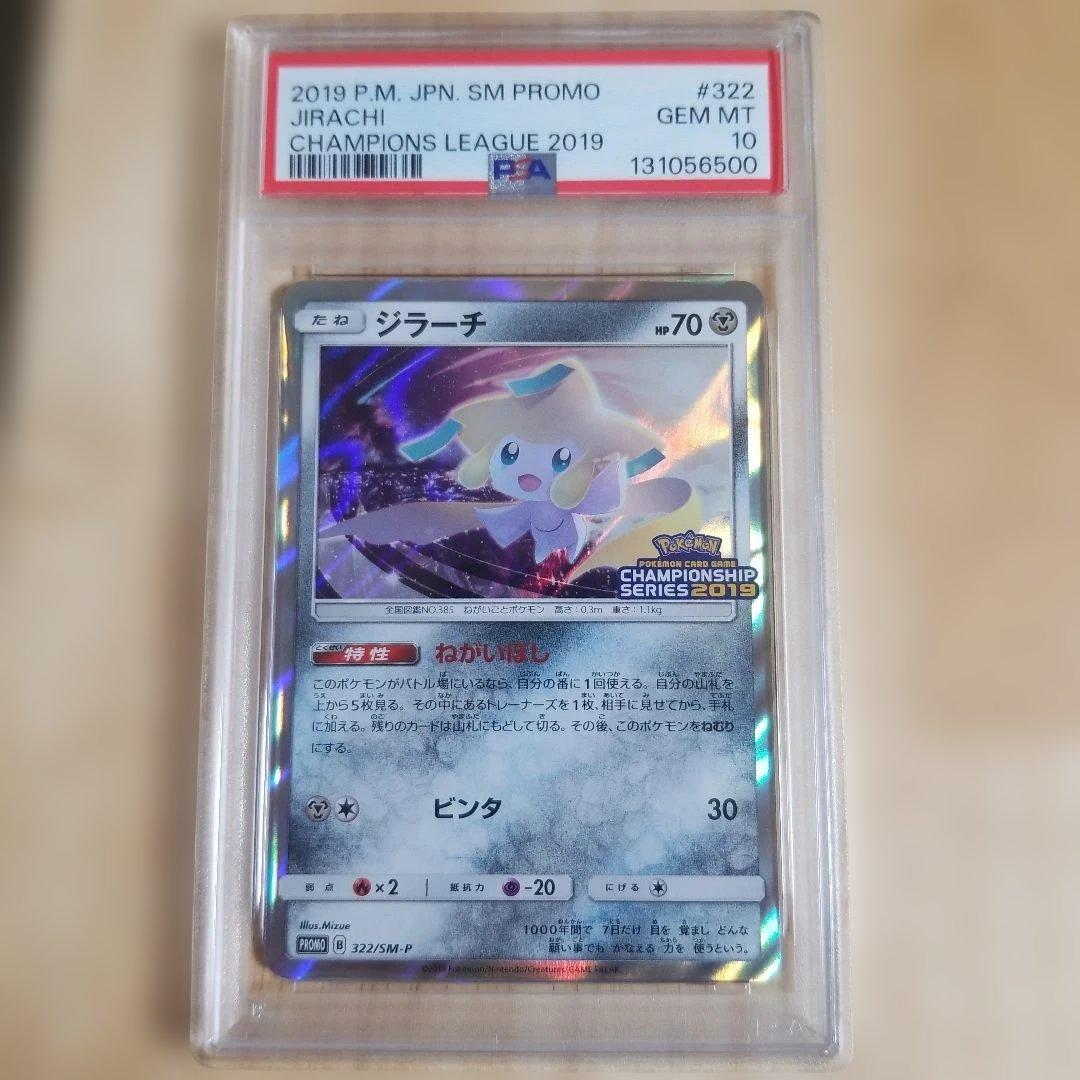 2019 P.M. JPN. SM PROMO #322
JIRACHI GEM MT
CHAMPIONS LEAGUE 2019 10
PSA 131056500
たね ジラーチ HP 70
Pokémon
POKÉMON CARD GAME
CHAMPIONSHIP
SERIES 2019
全国図鑑NO.385 ねがいごとポケモン 高さ:0.3m 重さ:1.1kg
特性 ねがいぼし
このポケモンがバトル場にいるなら、自分の番に1回使える。自分の山札を
上から5枚見る。その中にあるトレーナーズを1枚、相手に見せてから、手札
に加える。残りのカードは山札にもどして切る。その後、このポケモンをねむり
にする。
ビンタ 30
弱点 ×2 抵抗力 -20 にげる
Illus.Mizue
1000年間で 7日だけ 目を 覚まし どんな
願い事でも かなえる 力を 使うという。
PROMO B 322/SM-P
©2019 Pokémon/Nintendo/Creatures/GAME FREAK.